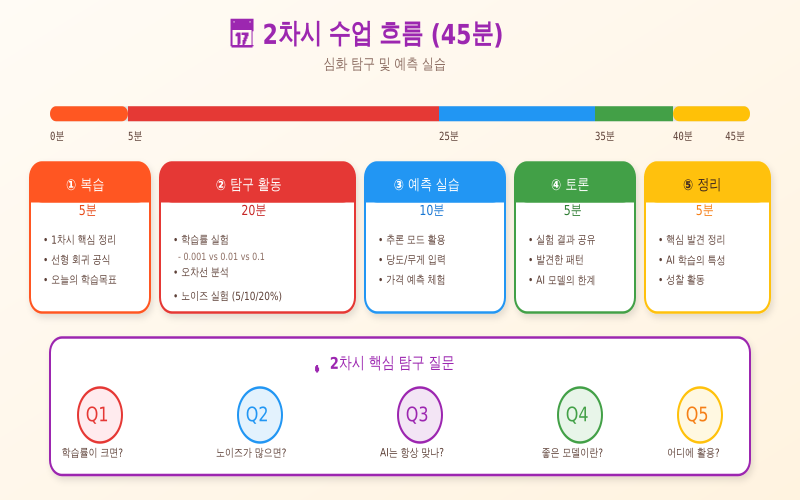 17 2차시 수업 흐름 (45분)
심화 탐구 및 예측 실습
0분 5분 25분 35분 40분 45분
① 복습
5분
• 1차시 핵심 정리
• 선형 회귀 공식
• 오늘의 학습목표
② 탐구 활동
20분
• 학습률 실험
- 0.001 vs 0.01 vs 0.1
• 오차선 분석
• 노이즈 실험 (5/10/20%)
③ 예측 실습
10분
• 추론 모드 활용
• 당도/무게 입력
• 가격 예측 체험
④ 토론
5분
• 실험 결과 공유
• 발견한 패턴
• AI 모델의 한계
⑤ 정리
5분
• 핵심 발견 정리
• AI 학습의 특성
• 성찰 활동
2차시 핵심 탐구 질문
Q1
학습률이 크면?
Q2
노이즈가 많으면?
Q3
AI는 항상 맞나?
Q4
좋은 모델이란?
Q5
어디에 활용?